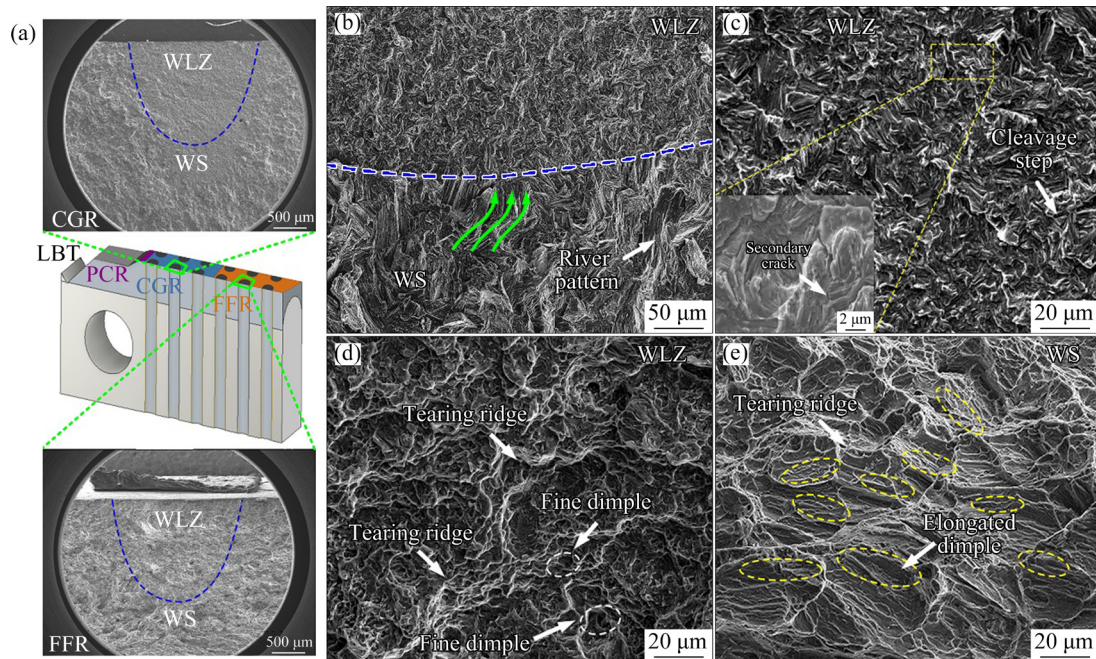 (a)
WLZ
WS
500 μm
CGR
LBT
PCR
CGR
FFR
WLZ
WS
500 μm
FFR
(b)
WLZ
WS
River
pattern
50 μm
(c)
WLZ
Cleavage
step
Secondary
crack
2 μm
20 μm
(d)
WLZ
Tearing ridge
Fine dimple
Tearing ridge
Fine dimple
20 μm
(e)
WS
Tearing ridge
Elongated
dimple
20 μm